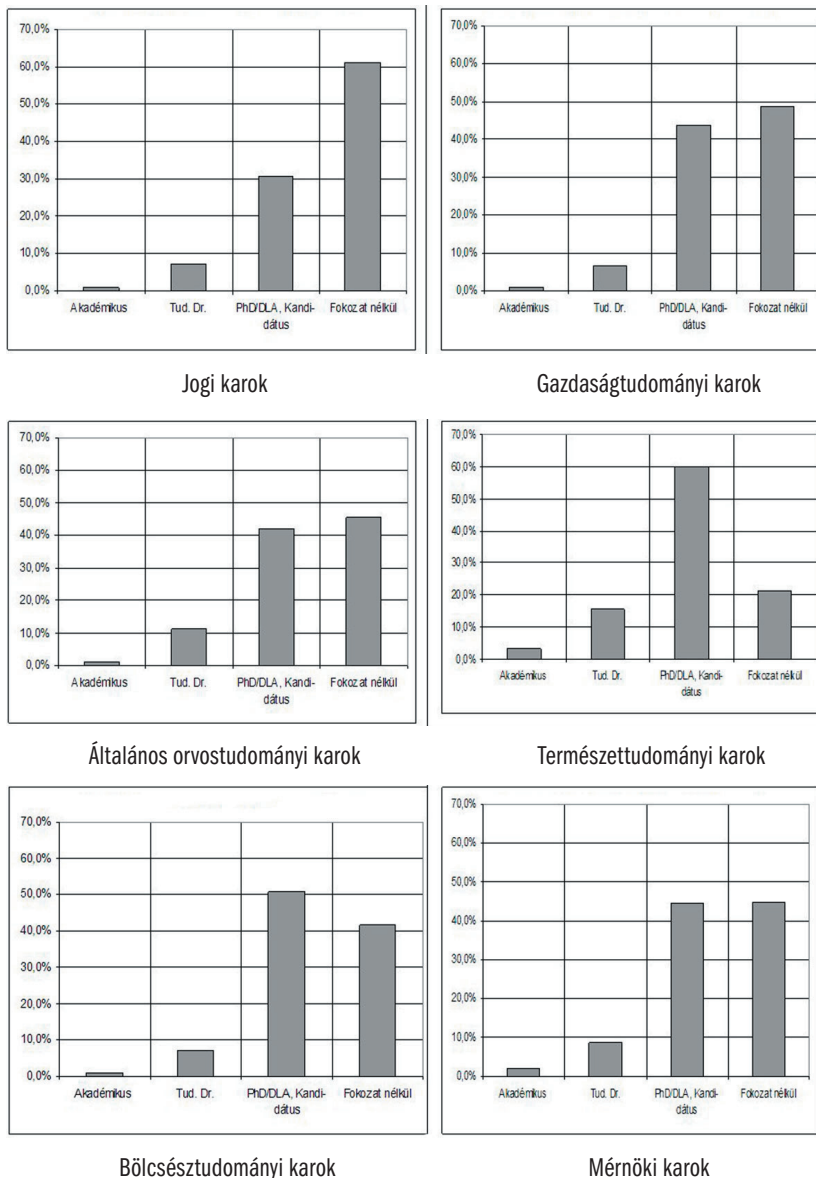 70,0%
60,0%
50,0%
40,0%
30,0%
20,0%
10,0%
0,0%
Akadémikus Tud. Dr. PhD/DLA, Kandi- Fokozat nélkül
dátus
Jogi karok
70,0%
60,0%
50,0%
40,0%
30,0%
20,0%
10,0%
0,0%
Akadémikus Tud. Dr. PhD/DLA, Kandi- Fokozat nélkül
dátus
Gazdaságtudományi karok
70,0%
60,0%
50,0%
40,0%
30,0%
20,0%
10,0%
0,0%
Akadémikus Tud. Dr. PhD/DLA, Kandi- Fokozat nélkül
dátus
Általános orvostudományi karok
70,0%
60,0%
50,0%
40,0%
30,0%
20,0%
10,0%
0,0%
Akadémikus Tud. Dr. PhD/DLA, Kandi- Fokozat nélkül
dátus
Természettudományi karok
70,0%
60,0%
50,0%
40,0%
30,0%
20,0%
10,0%
0,0%
Akadémikus Tud. Dr. PhD/DLA, Kandi- Fokozat nélkül
dátus
Bölcsésztudományi karok
70,0%
60,0%
50,0%
40,0%
30,0%
20,0%
10,0%
0,0%
Akadémikus Tud. Dr. PhD/DLA, Kandi- Fokozat nélkül
dátus
Mérnöki karok